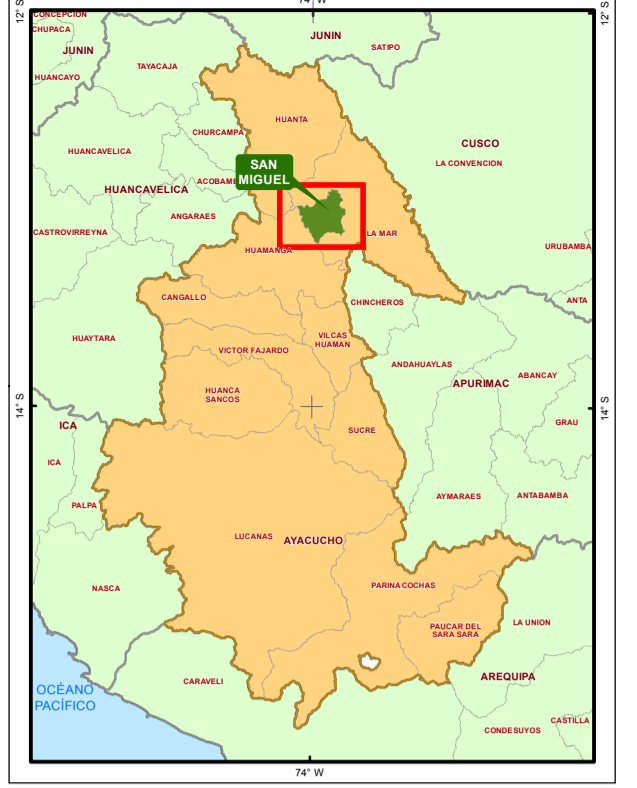 74° W
12° S
12° S
CONCEPCION
CHUPACA
JUNIN
JUNIN
SATIPO
TAYACAJA
HUANCAYO
HUANTA
CHURCAMPA
CUSCO
HUANCAVELICA
LA CONVENCION
SAN
MIGUEL
ACOBAMB
HUANCAVELICA
ANGARAES
CASTROVIRREYNA
LA MAR
URUBAMBA
HUAMANGA
CANGALLO
CHINCHEROS
ANTA
HUAYTARA
VILCAS
HUAMAN
VICTOR FAJARDO
ANDAHUAYLAS
ABANCAY
APURIMAC
HUANCA
SANCOS
14° S
14° S
ICA
GRAU
SUCRE
ICA
AYMARAES
ANTABAMBA
PALPA
LUCANAS
AYACUCHO
NASCA
PARINACOCHAS
PAUCAR DEL
SARA SARA
LA UNION
CARAVELI
AREQUIPA
OCÉANO
PACÍFICO
CASTILLA
CONDESUYOS
74° W